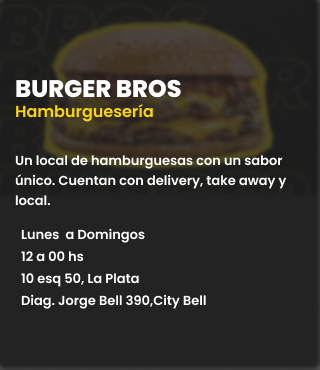 BURGER BROS
Hamburguesería
Un local de hamburguesas con un sabor
único. Cuentan con delivery, take away y
local.
Lunes a Domingos
12 a 00 hs
10 esq 50, La Plata
Diag. Jorge Bell 390,City Bell